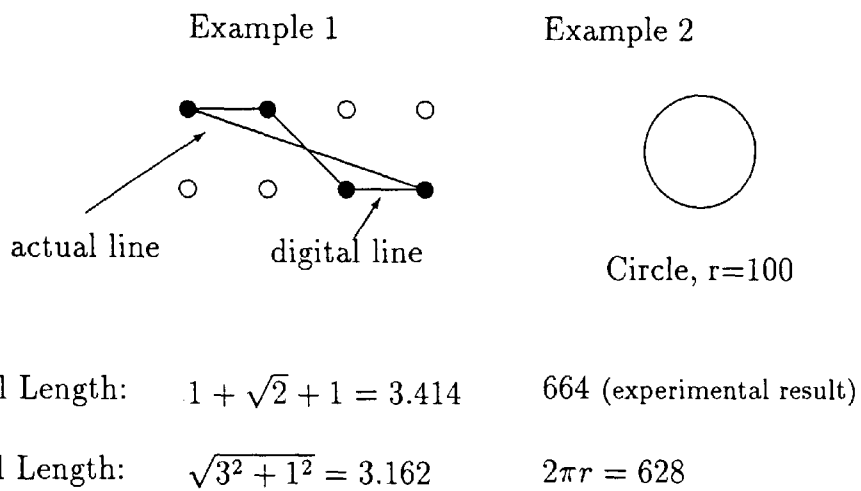 Example 1 Example 2
actual line
digital line
Circle, r=100
l Length: 1 + √2 + 1 = 3.414 664 (experimental result)
l Length: √3² + 1² = 3.162 2πr = 628